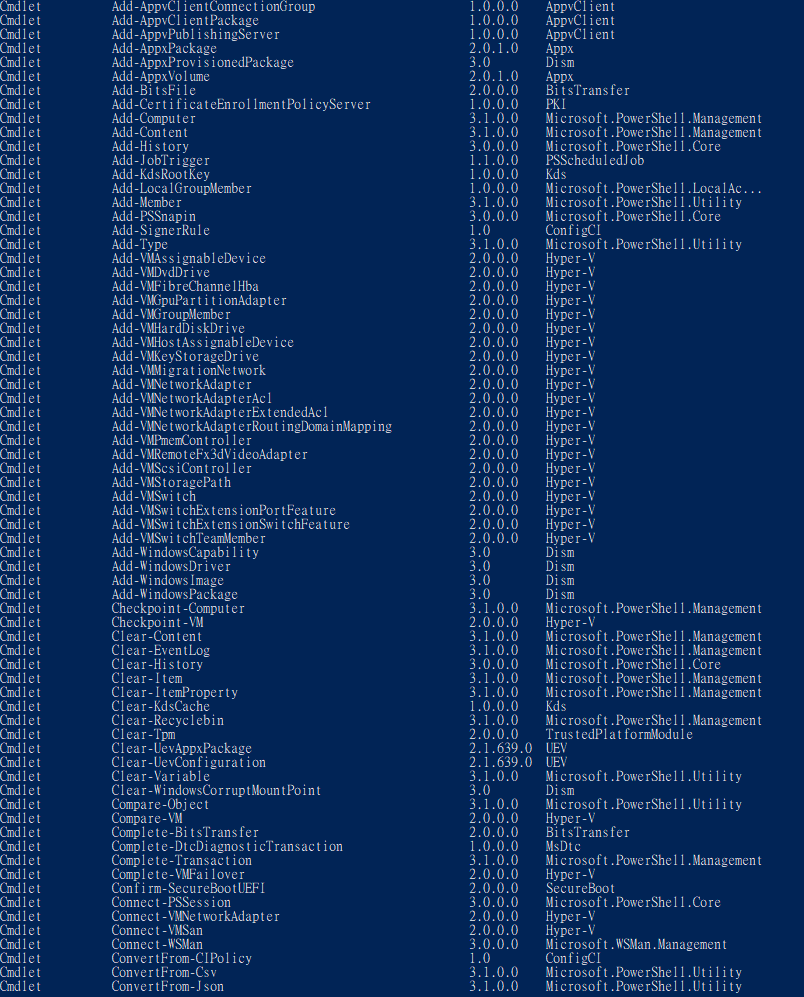 Cmdlet Add-AppvClientConnectionGroup 1.0.0.0 AppvClient
Cmdlet Add-AppvClientPackage 1.0.0.0 AppvClient
Cmdlet Add-AppvPublishingServer 1.0.0.0 AppvClient
Cmdlet Add-AppxPackage 2.0.1.0 Appx
Cmdlet Add-AppxProvisionedPackage 3.0 Dism
Cmdlet Add-AppxVolume 2.0.1.0 Appx
Cmdlet Add-BitsFile 2.0.0.0 BitsTransfer
Cmdlet Add-CertificateEnrollmentPolicyServer 1.0.0.0 PKI
Cmdlet Add-Computer 3.1.0.0 Microsoft.PowerShell.Management
Cmdlet Add-Content 3.1.0.0 Microsoft.PowerShell.Management
Cmdlet Add-History 3.0.0.0 Microsoft.PowerShell.Core
Cmdlet Add-JobTrigger 1.1.0.0 PSScheduledJob
Cmdlet Add-KdsRootKey 1.0.0.0 Kds
Cmdlet Add-LocalGroupMember 1.0.0.0 Microsoft.PowerShell.LocalAc...
Cmdlet Add-Member 3.1.0.0 Microsoft.PowerShell.Utility
Cmdlet Add-PSSnapin 3.0.0.0 Microsoft.PowerShell.Core
Cmdlet Add-SignerRule 1.0 ConfigCI
Cmdlet Add-Type 3.1.0.0 Microsoft.PowerShell.Utility
Cmdlet Add-VMAssignableDevice 2.0.0.0 Hyper-V
Cmdlet Add-VMDvdDrive 2.0.0.0 Hyper-V
Cmdlet Add-VMFibreChannelHba 2.0.0.0 Hyper-V
Cmdlet Add-VMGpuPartitionAdapter 2.0.0.0 Hyper-V
Cmdlet Add-VMGroupMember 2.0.0.0 Hyper-V
Cmdlet Add-VMHardDiskDrive 2.0.0.0 Hyper-V
Cmdlet Add-VMHostAssignableDevice 2.0.0.0 Hyper-V
Cmdlet Add-VMKeyStorageDrive 2.0.0.0 Hyper-V
Cmdlet Add-VMMigrationNetwork 2.0.0.0 Hyper-V
Cmdlet Add-VMNetworkAdapter 2.0.0.0 Hyper-V
Cmdlet Add-VMNetworkAdapterAcl 2.0.0.0 Hyper-V
Cmdlet Add-VMNetworkAdapterExtendedAcl 2.0.0.0 Hyper-V
Cmdlet Add-VMNetworkAdapterRoutingDomainMapping 2.0.0.0 Hyper-V
Cmdlet Add-VMPmemController 2.0.0.0 Hyper-V
Cmdlet Add-VMRemoteFx3dVideoAdapter 2.0.0.0 Hyper-V
Cmdlet Add-VMScsiController 2.0.0.0 Hyper-V
Cmdlet Add-VMStoragePath 2.0.0.0 Hyper-V
Cmdlet Add-VMSwitch 2.0.0.0 Hyper-V
Cmdlet Add-VMSwitchExtensionPortFeature 2.0.0.0 Hyper-V
Cmdlet Add-VMSwitchExtensionSwitchFeature 2.0.0.0 Hyper-V
Cmdlet Add-VMSwitchTeamMember 2.0.0.0 Hyper-V
Cmdlet Add-WindowsCapability 3.0 Dism
Cmdlet Add-WindowsDriver 3.0 Dism
Cmdlet Add-WindowsImage 3.0 Dism
Cmdlet Add-WindowsPackage 3.0 Dism
Cmdlet Checkpoint-Computer 3.1.0.0 Microsoft.PowerShell.Management
Cmdlet Checkpoint-VM 2.0.0.0 Hyper-V
Cmdlet Clear-Content 3.1.0.0 Microsoft.PowerShell.Management
Cmdlet Clear-EventLog 3.1.0.0 Microsoft.PowerShell.Management
Cmdlet Clear-History 3.0.0.0 Microsoft.PowerShell.Core
Cmdlet Clear-Item 3.1.0.0 Microsoft.PowerShell.Management
Cmdlet Clear-ItemProperty 3.1.0.0 Microsoft.PowerShell.Management
Cmdlet Clear-KdsCache 1.0.0.0 Kds
Cmdlet Clear-Recyclebin 3.1.0.0 Microsoft.PowerShell.Management
Cmdlet Clear-Tpm 2.0.0.0 TrustedPlatformModule
Cmdlet Clear-UevAppxPackage 2.1.639.0 UEV
Cmdlet Clear-UevConfiguration 2.1.639.0 UEV
Cmdlet Clear-Variable 3.1.0.0 Microsoft.PowerShell.Utility
Cmdlet Clear-WindowsCorruptMountPoint 3.0 Dism
Cmdlet Compare-Object 3.1.0.0 Microsoft.PowerShell.Utility
Cmdlet Compare-VM 2.0.0.0 Hyper-V
Cmdlet Complete-BitsTransfer 2.0.0.0 BitsTransfer
Cmdlet Complete-DtcDiagnosticTransaction 1.0.0.0 MsDtc
Cmdlet Complete-Transaction 3.1.0.0 Microsoft.PowerShell.Management
Cmdlet Complete-VMFailover 2.0.0.0 Hyper-V
Cmdlet Confirm-SecureBootUEFI 2.0.0.0 SecureBoot
Cmdlet Connect-PSSession 3.0.0.0 Microsoft.PowerShell.Core
Cmdlet Connect-VMNetworkAdapter 2.0.0.0 Hyper-V
Cmdlet Connect-VMSan 2.0.0.0 Hyper-V
Cmdlet Connect-WSMan 3.0.0.0 Microsoft.WSMan.Management
Cmdlet ConvertFrom-CIPolicy 1.0 ConfigCI
Cmdlet ConvertFrom-Csv 3.1.0.0 Microsoft.PowerShell.Utility
Cmdlet ConvertFrom-Json 3.1.0.0 Microsoft.PowerShell.Utility